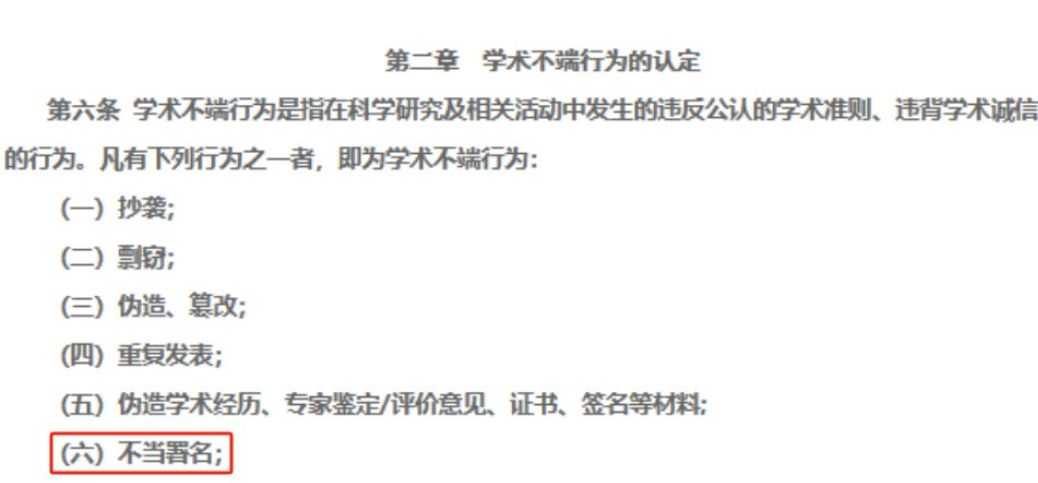 第二章 学术不端行为的认定
第六条 学术不端行为是指在科学研究及相关活动中发生的违反公认的学术准则、违背学术诚信
的行为。凡有下列行为之一者，即为学术不端行为：
（一）抄袭；
（二）剽窃；
（三）伪造、篡改；
（四）重复发表；
（五）伪造学术经历、专家鉴定/评价意见、证书、签名等材料；
（六）不当署名；